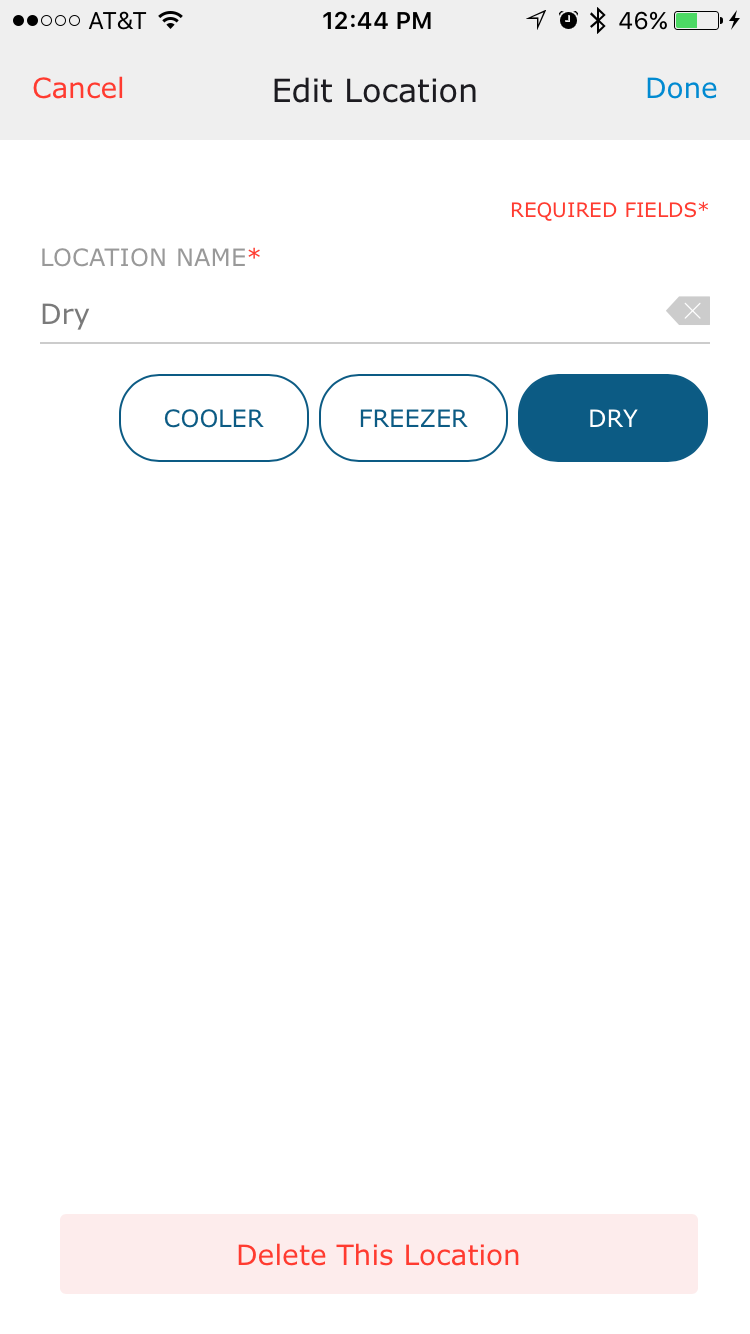 AT&T 12:44 PM 46%
Cancel Edit Location Done
REQUIRED FIELDS*
LOCATION NAME*
Dry
COOLER FREEZER DRY
Delete This Location